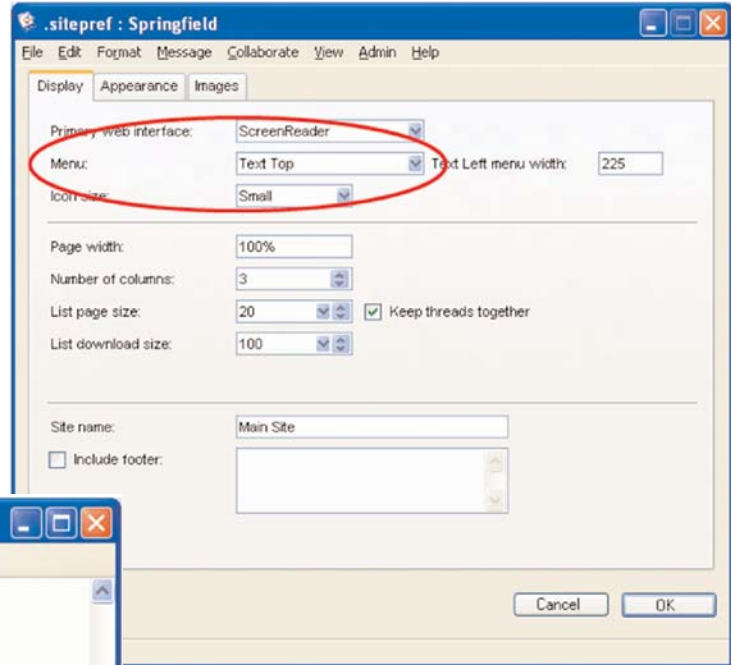 .sitepref : Springfield
File Edit Format Message Collaborate View Admin Help
Display Appearance Images
Primary web interface: ScreenReader
Menu: Text Top Text Left menu width: 225
Icon size: Small
Page width: 100%
Number of columns: 3
List page size: 20 Keep threads together
List download size: 100
Site name: Main Site
Include footer:
Cancel OK